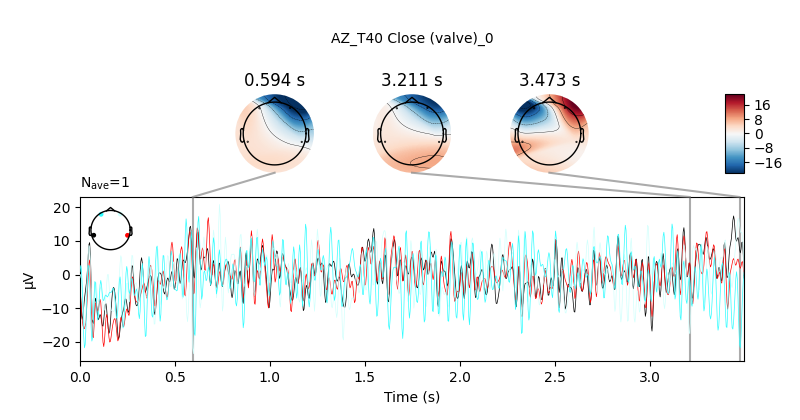 AZ_T40 Close (valve)_0
0.594 s 3.211 s 3.473 s
16
8
0
−8
−16
Nave=1
20
10
0
−10
−20
µV
0.0 0.5 1.0 1.5 2.0 2.5 3.0
Time (s)